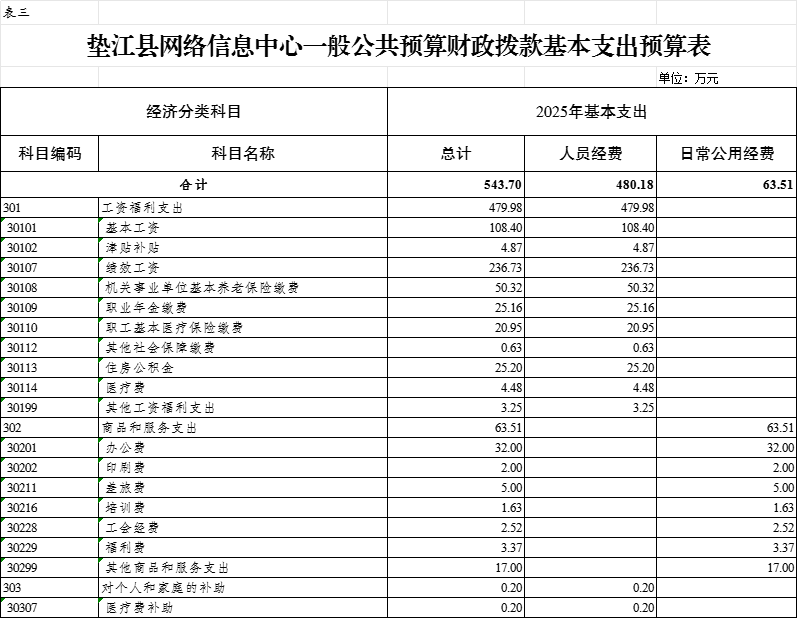 表三
垫江县网络信息中心一般公共预算财政拨款基本支出预算表
单位：万元
经济分类科目 2025年基本支出
科目编码 科目名称 总计 人员经费 日常公用经费
合计 543.70 480.18 63.51
301 工资福利支出 479.98 479.98
30101 基本工资 108.40 108.40
30102 津贴补贴 4.87 4.87
30107 绩效工资 236.73 236.73
30108 机关事业单位基本养老保险缴费 50.32 50.32
30109 职业年金缴费 25.16 25.16
30110 职工基本医疗保险缴费 20.95 20.95
30112 其他社会保障缴费 0.63 0.63
30113 住房公积金 25.20 25.20
30114 医疗费 4.48 4.48
30199 其他工资福利支出 3.25 3.25
302 商品和服务支出 63.51 63.51
30201 办公费 32.00 32.00
30202 印刷费 2.00 2.00
30211 差旅费 5.00 5.00
30216 培训费 1.63 1.63
30228 工会经费 2.52 2.52
30229 福利费 3.37 3.37
30299 其他商品和服务支出 17.00 17.00
303 对个人和家庭的补助 0.20 0.20
30307 医疗费补助 0.20 0.20